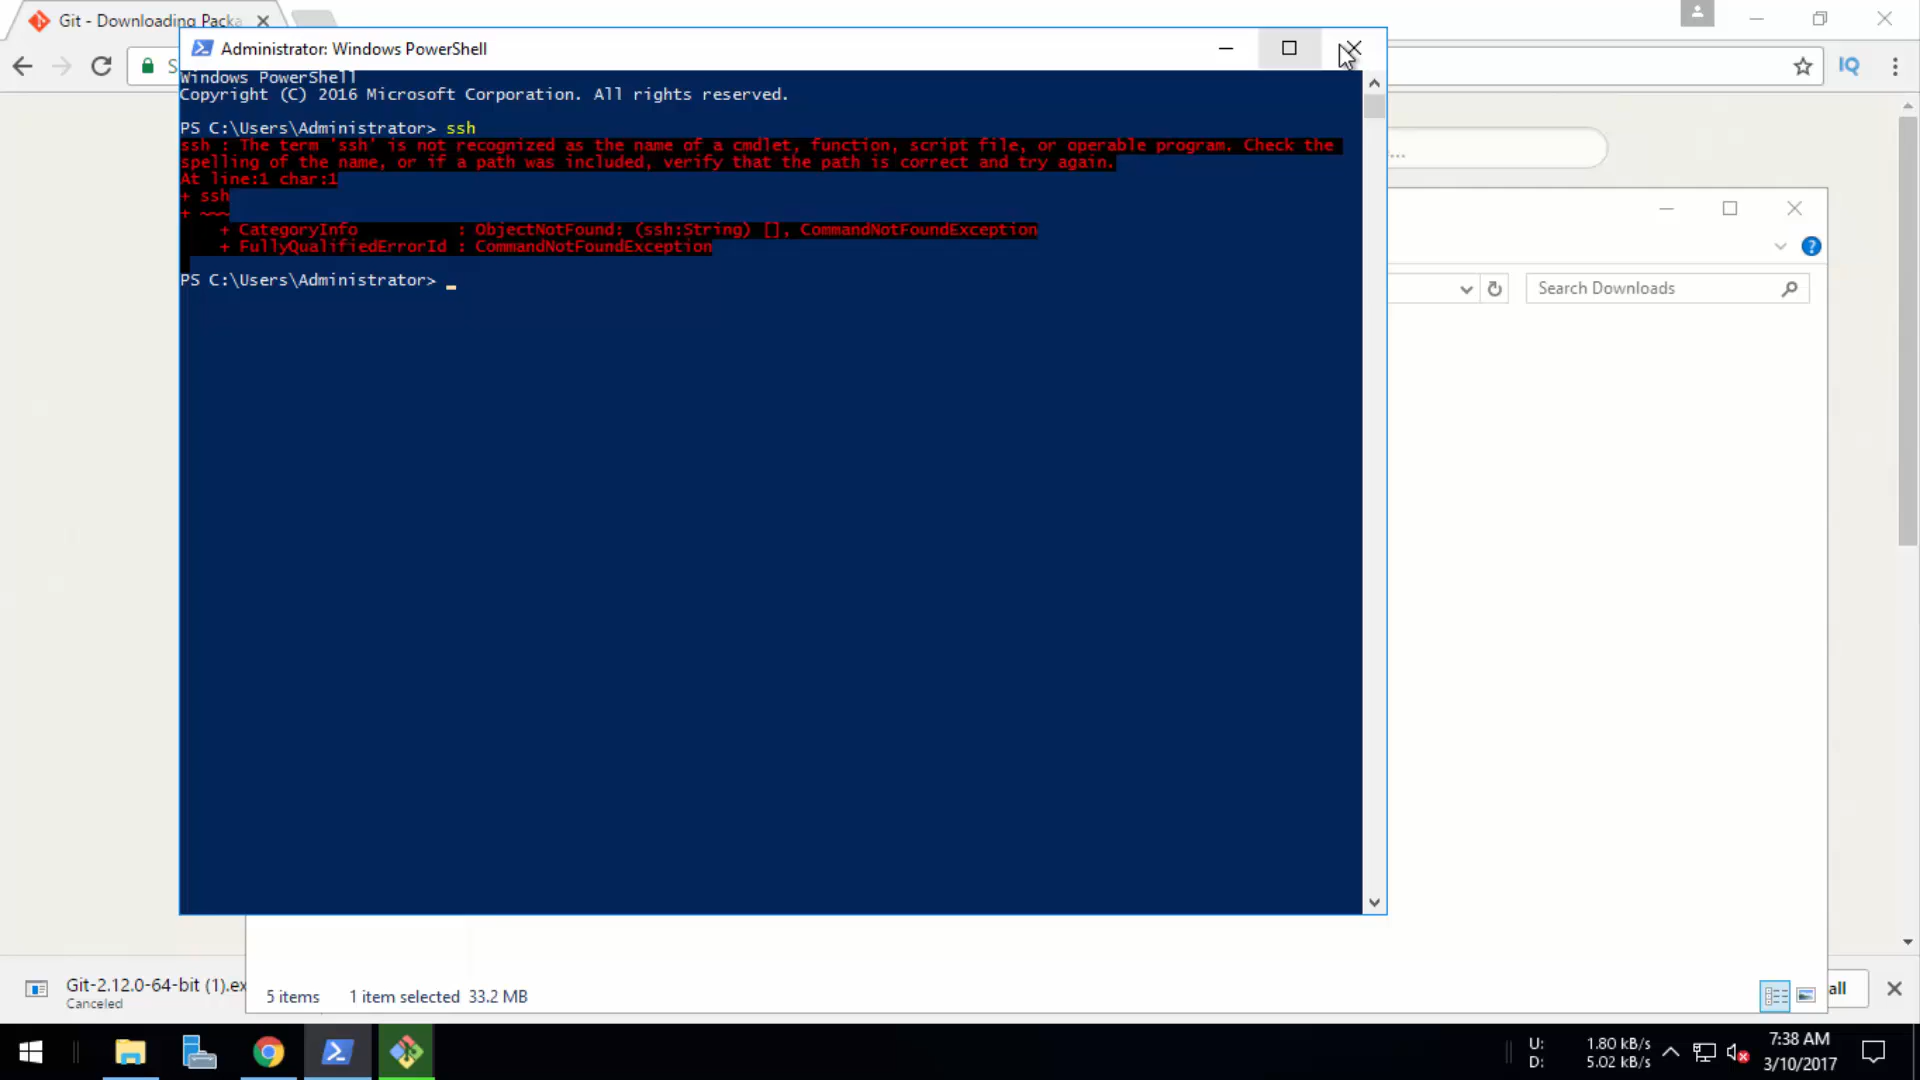 Git - Downloading Packa
Administrator: Windows PowerShell
S
IQ
Windows PowerShell
Copyright (C) 2016 Microsoft Corporation. All rights reserved.
PS C:\Users\Administrator> ssh
ssh : The term 'ssh' is not recognized as the name of a cmdlet, function, script file, or operable program. Check the
spelling of the name, or if a path was included, verify that the path is correct and try again.
At line:1 char:1
+ ssh
+ ~~~
+ CategoryInfo : ObjectNotFound: (ssh:String) [], CommandNotFoundException
+ FullyQualifiedErrorId : CommandNotFoundException
PS C:\Users\Administrator> _
...
?
Search Downloads
Git-2.12.0-64-bit (1).ex
Canceled
5 items 1 item selected 33.2 MB
all
U: 1.80 kB/s
D: 5.02 kB/s
7:38 AM
3/10/2017